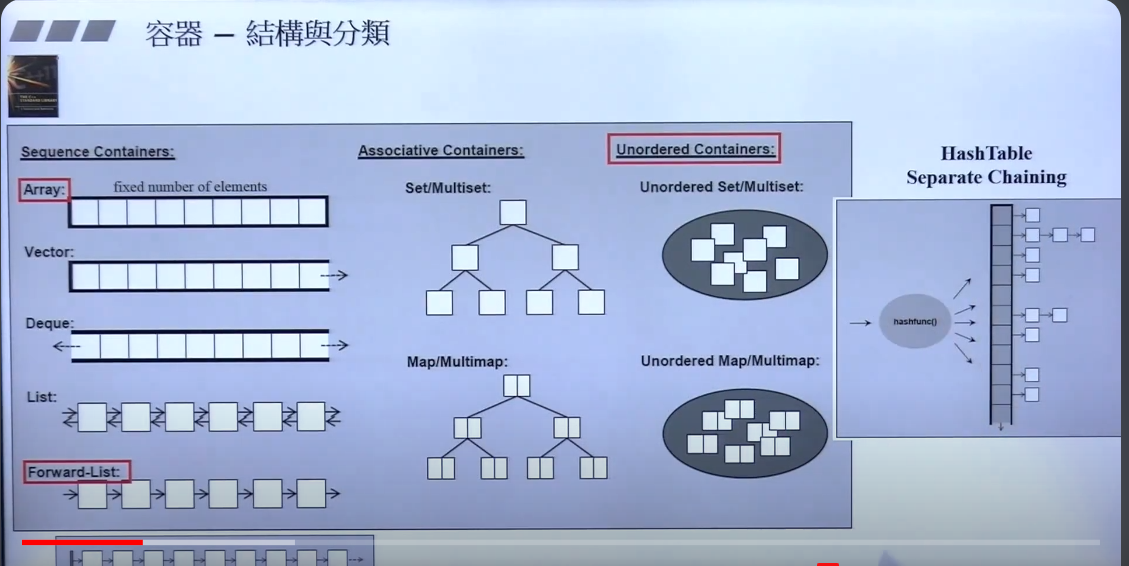 容器 – 結構與分類
Sequence Containers:
Array:
fixed number of elements
Vector:
Deque:
List:
Forward-List:
Associative Containers:
Set/Multiset:
Map/Multimap:
Unordered Containers:
Unordered Set/Multiset:
Unordered Map/Multimap:
HashTable
Separate Chaining
hashfunc()